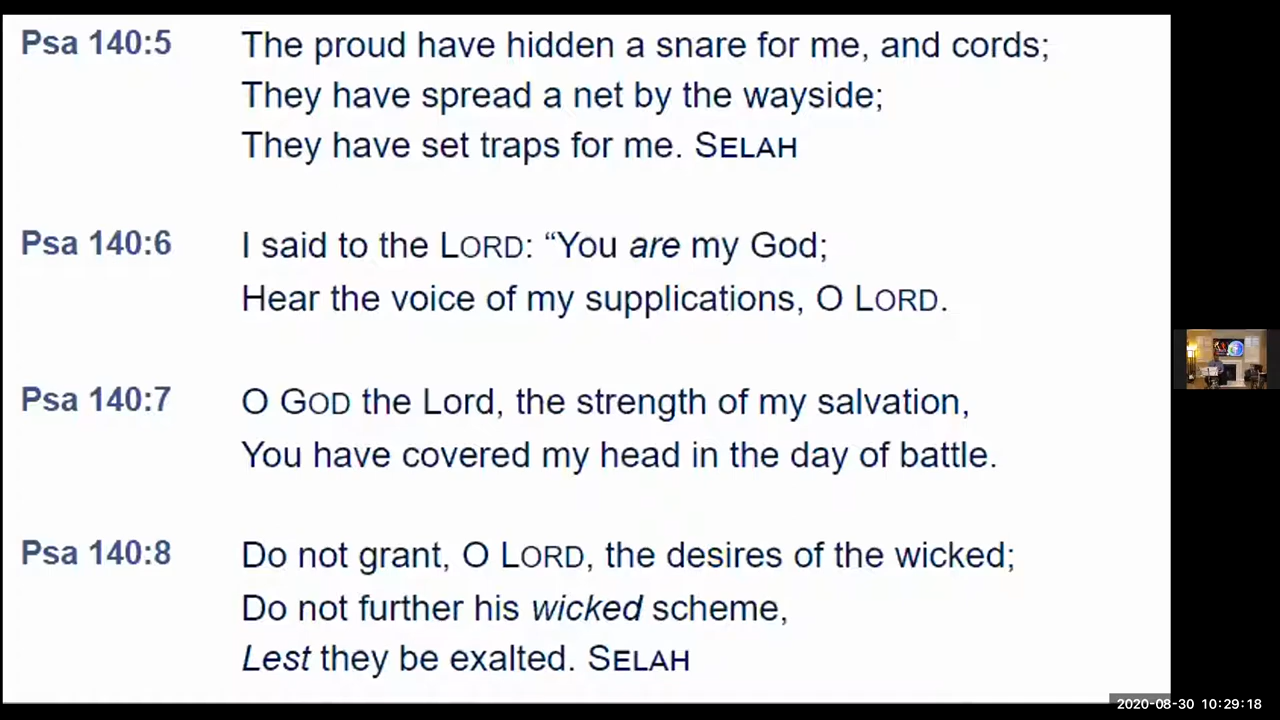 Psa 140:5 The proud have hidden a snare for me, and cords;
They have spread a net by the wayside;
They have set traps for me. SELAH
Psa 140:6 I said to the LORD: “You are my God;
Hear the voice of my supplications, O LORD.
Psa 140:7 O GOD the Lord, the strength of my salvation,
You have covered my head in the day of battle.
Psa 140:8 Do not grant, O LORD, the desires of the wicked;
Do not further his wicked scheme,
Lest they be exalted. SELAH
2020-08-30 10:29:18